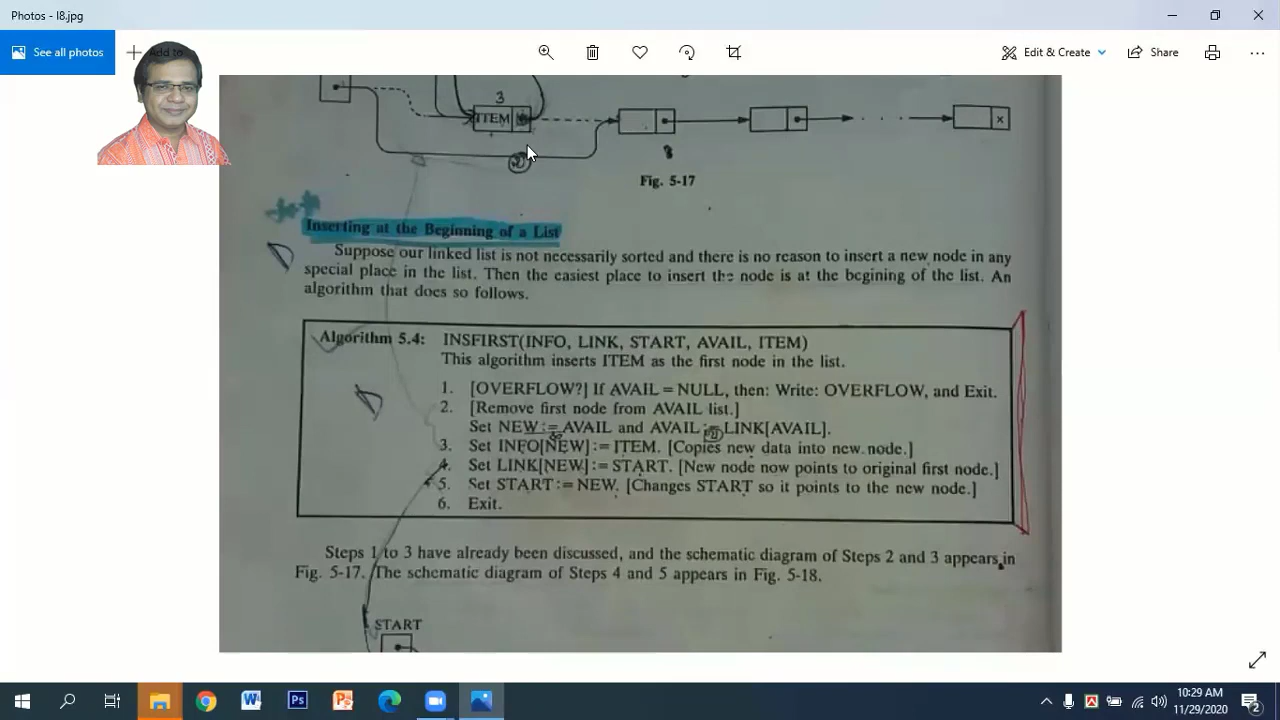 Photos - l8.jpg
See all photos
Add to
Edit & Create
Share
3
ITEM
x
8
Fig. 5-17
Inserting at the Beginning of a List
Suppose our linked list is not necessarily sorted and there is no reason to insert a new node in any
special place in the list. Then the easiest place to insert the node is at the begining of the list. An
algorithm that does so follows.
Algorithm 5.4: INSFIRST(INFO, LINK, START, AVAIL, ITEM)
This algorithm inserts ITEM as the first node in the list.
1. [OVERFLOW?] If AVAIL = NULL, then: Write: OVERFLOW, and Exit.
2. [Remove first node from AVAIL list.]
Set NEW := AVAIL and AVAIL := LINK[AVAIL].
3. Set INFO[NEW] := ITEM. [Copies new data into new node.]
4. Set LINK[NEW] := START. [New node now points to original first node.]
5. Set START := NEW. [Changes START so it points to the new node.]
6. Exit.
Steps 1 to 3 have already been discussed, and the schematic diagram of Steps 2 and 3 appears in
Fig. 5-17. The schematic diagram of Steps 4 and 5 appears in Fig. 5-18.
START
10:29 AM
11/29/2020
2